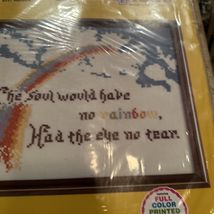 The Soul would have
no rainbow,
Had the eye no tear.
FULL
COLOR
PRINTED